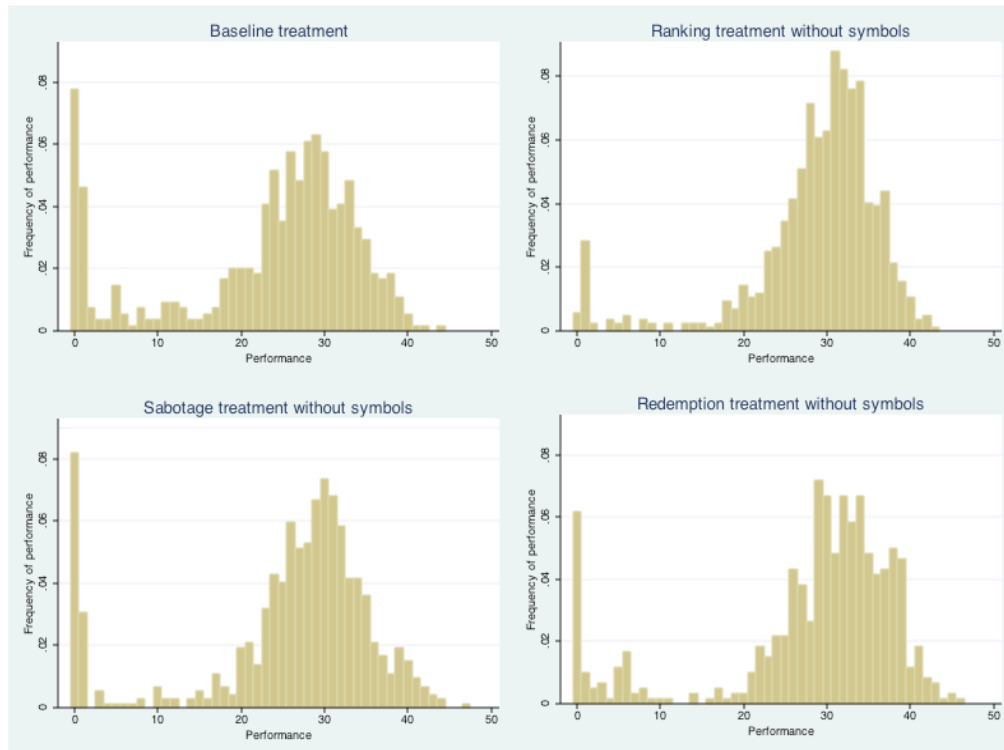 Baseline treatment
Frequency of performance
.08
.06
.04
.02
0
0 10 20 30 40 50
Performance
Ranking treatment without symbols
Frequency of performance
.08
.06
.04
.02
0
0 10 20 30 40 50
Performance
Sabotage treatment without symbols
Frequency of performance
.08
.06
.04
.02
0
0 10 20 30 40 50
Performance
Redemption treatment without symbols
Frequency of performance
.08
.06
.04
.02
0
0 10 20 30 40 50
Performance